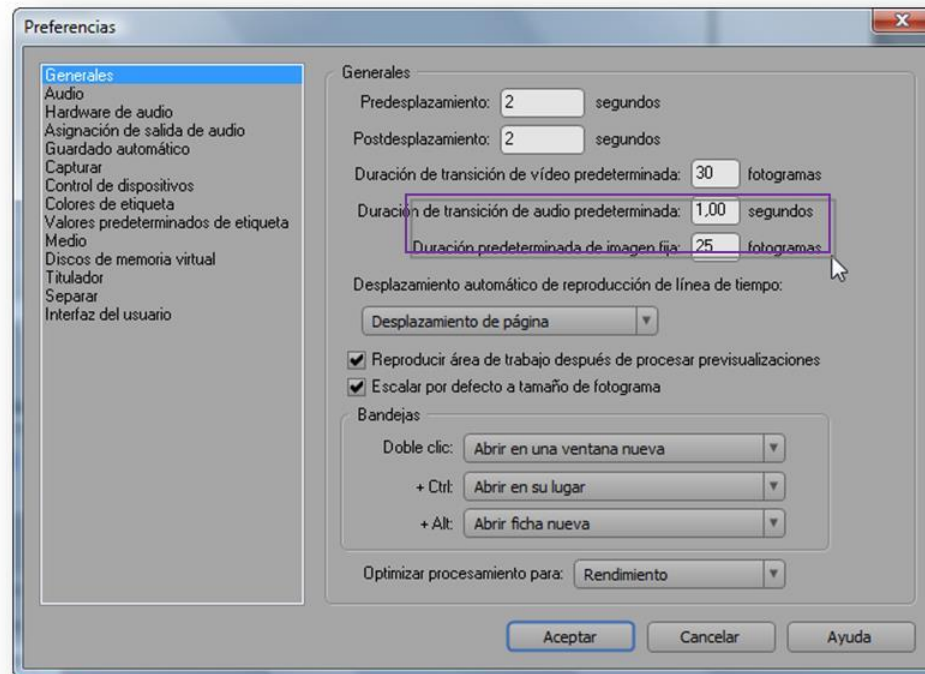 Preferencias
Generales
Audio
Hardware de audio
Asignación de salida de audio
Guardado automático
Capturar
Control de dispositivos
Colores de etiqueta
Valores predeterminados de etiqueta
Medio
Discos de memoria virtual
Titulador
Separar
Interfaz del usuario
Generales
Predesplazamiento: 2 segundos
Postdesplazamiento: 2 segundos
Duración de transición de vídeo predeterminada: 30 fotogramas
Duración de transición de audio predeterminada: 1,00 segundos
Duración predeterminada de imagen fija: 25 fotogramas
Desplazamiento automático de reproducción de línea de tiempo:
Desplazamiento de página
Reproducir área de trabajo después de procesar previsualizaciones
Escalar por defecto a tamaño de fotograma
Bandejas
Doble clic: Abrir en una ventana nueva
+ Ctrl: Abrir en su lugar
+ Alt: Abrir ficha nueva
Optimizar procesamiento para: Rendimiento
Aceptar Cancelar Ayuda